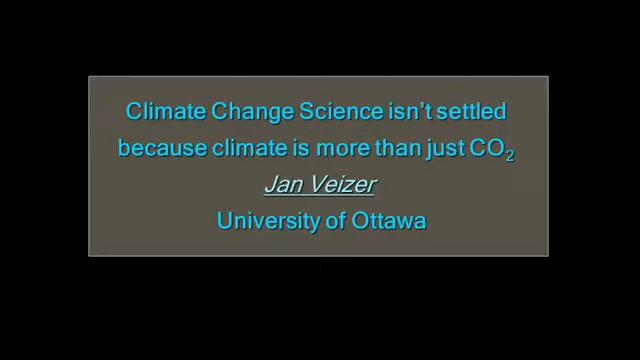 Climate Change Science isn't settled
because climate is more than just CO₂
Jan Veizer
University of Ottawa